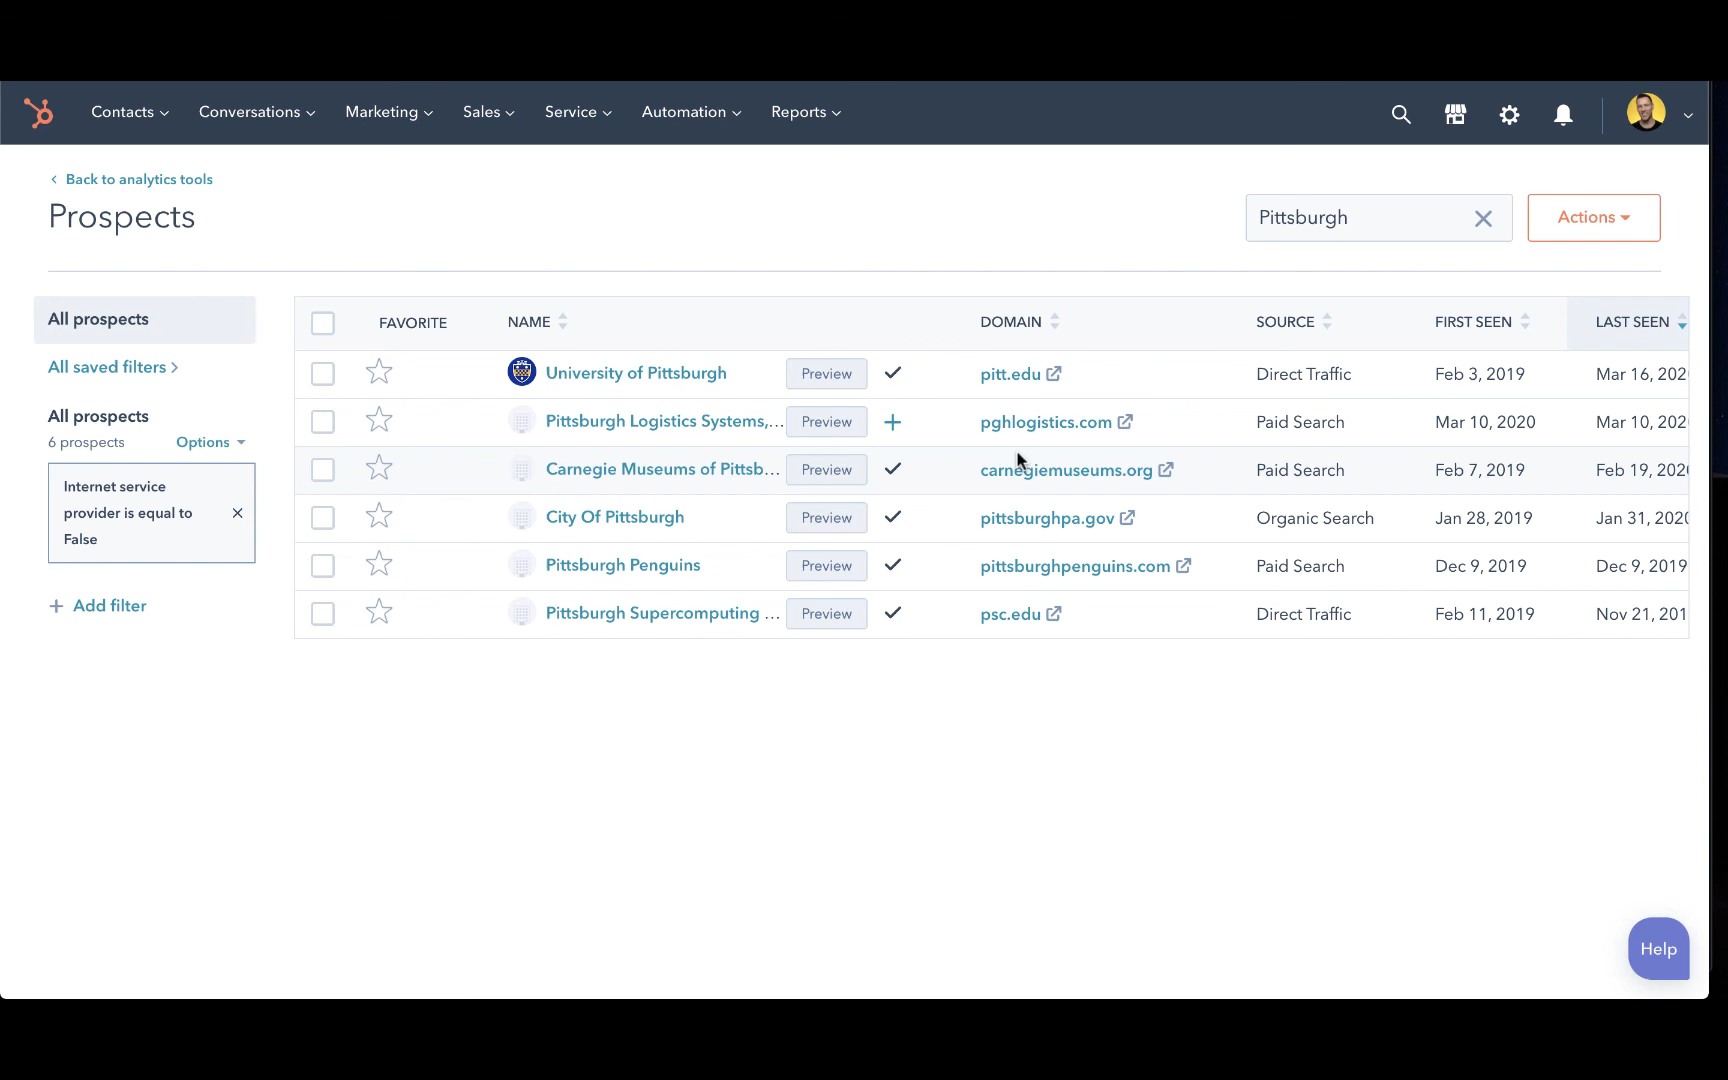 Contacts Conversations Marketing Sales Service Automation Reports
Back to analytics tools
Prospects
Pittsburgh
Actions
All prospects
All saved filters
All prospects
6 prospects Options
Internet service
provider is equal to
False
Add filter
FAVORITE NAME DOMAIN SOURCE FIRST SEEN LAST SEEN
University of Pittsburgh Preview pitt.edu Direct Traffic Feb 3, 2019 Mar 16, 202
Pittsburgh Logistics Systems,... Preview pghlogistics.com Paid Search Mar 10, 2020 Mar 10, 202
Carnegie Museums of Pittsb... Preview carnegiemuseums.org Paid Search Feb 7, 2019 Feb 19, 2020
City Of Pittsburgh Preview pittsburghpa.gov Organic Search Jan 28, 2019 Jan 31, 2020
Pittsburgh Penguins Preview pittsburghpenguins.com Paid Search Dec 9, 2019 Dec 9, 2019
Pittsburgh Supercomputing ... Preview psc.edu Direct Traffic Feb 11, 2019 Nov 21, 201
Help